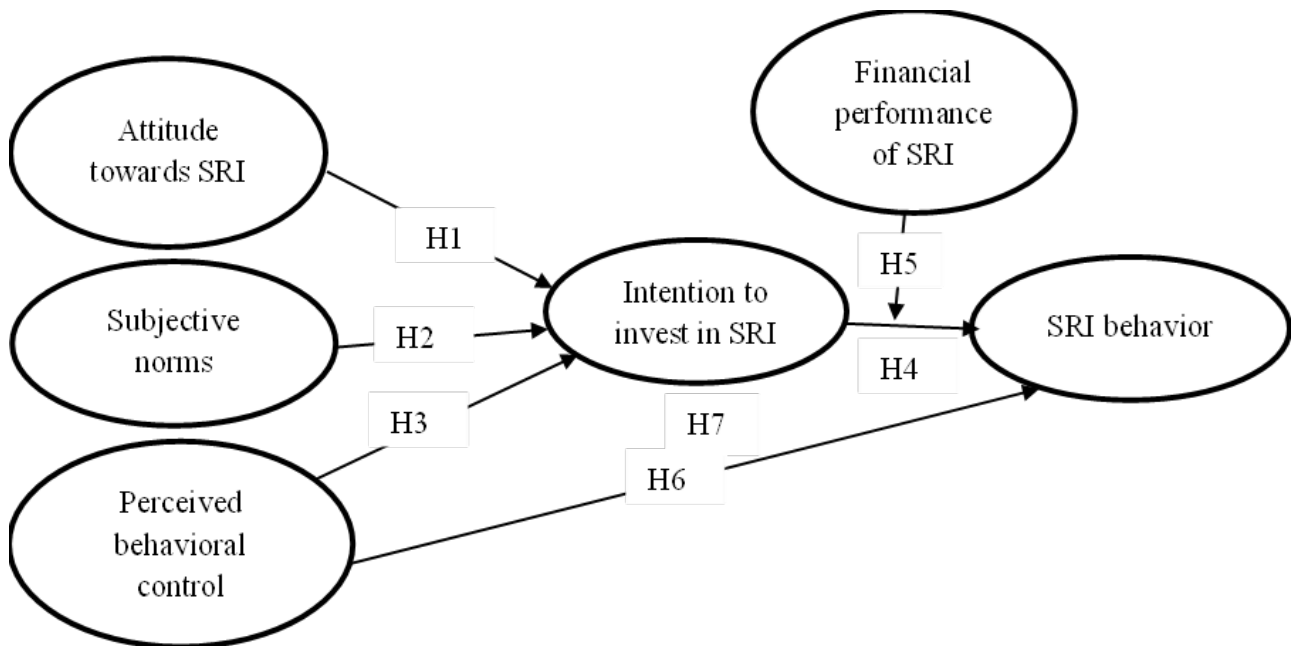 Attitude
towards SRI
Subjective
norms
Perceived
behavioral
control
H1
H2
H3
Intention to
invest in SRI
Financial
performance
of SRI
H5
H4
H7
H6
SRI behavior